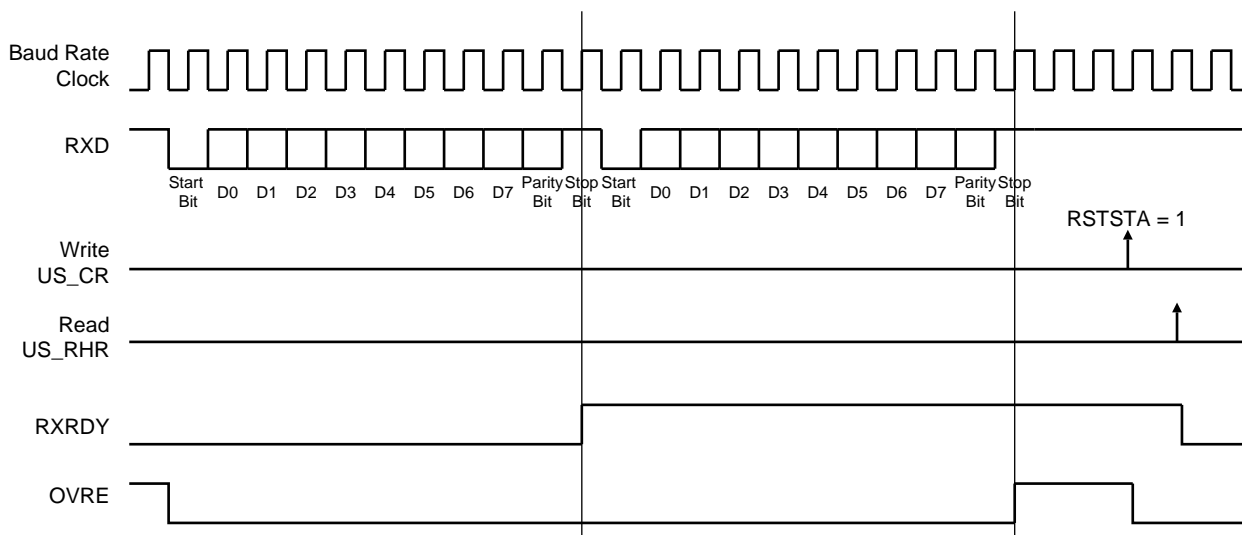 Baud Rate
Clock
RXD
Start
Bit
D0
D1
D2
D3
D4
D5
D6
D7
Parity
Bit
Stop
Bit
Start
Bit
D0
D1
D2
D3
D4
D5
D6
D7
Parity
Bit
Stop
Bit
RSTSTA = 1
Write
US_CR
Read
US_RHR
RXRDY
OVRE